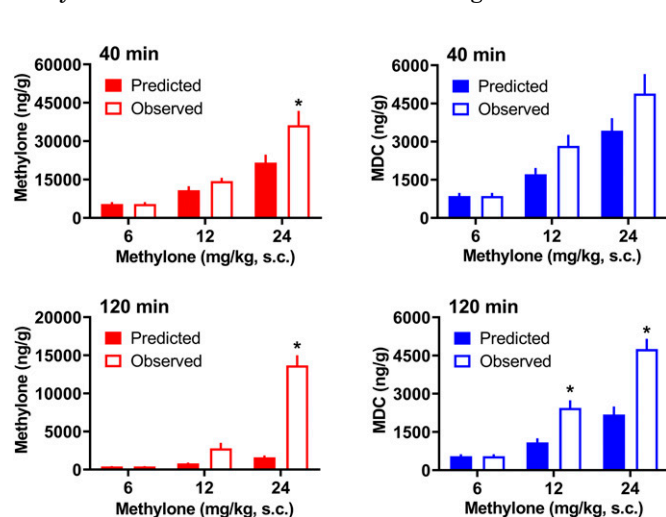 40 min
Methylone (ng/g)
60000
45000
30000
15000
0
Predicted
Observed
*
6 12 24
Methylone (mg/kg, s.c.)
40 min
MDC (ng/g)
6000
4500
3000
1500
0
Predicted
Observed
6 12 24
Methylone (mg/kg, s.c.)
120 min
Methylone (ng/g)
20000
15000
10000
5000
0
Predicted
Observed
*
6 12 24
Methylone (mg/kg, s.c.)
120 min
MDC (ng/g)
6000
4500
3000
1500
0
Predicted
Observed
*
*
6 12 24
Methylone (mg/kg, s.c.)